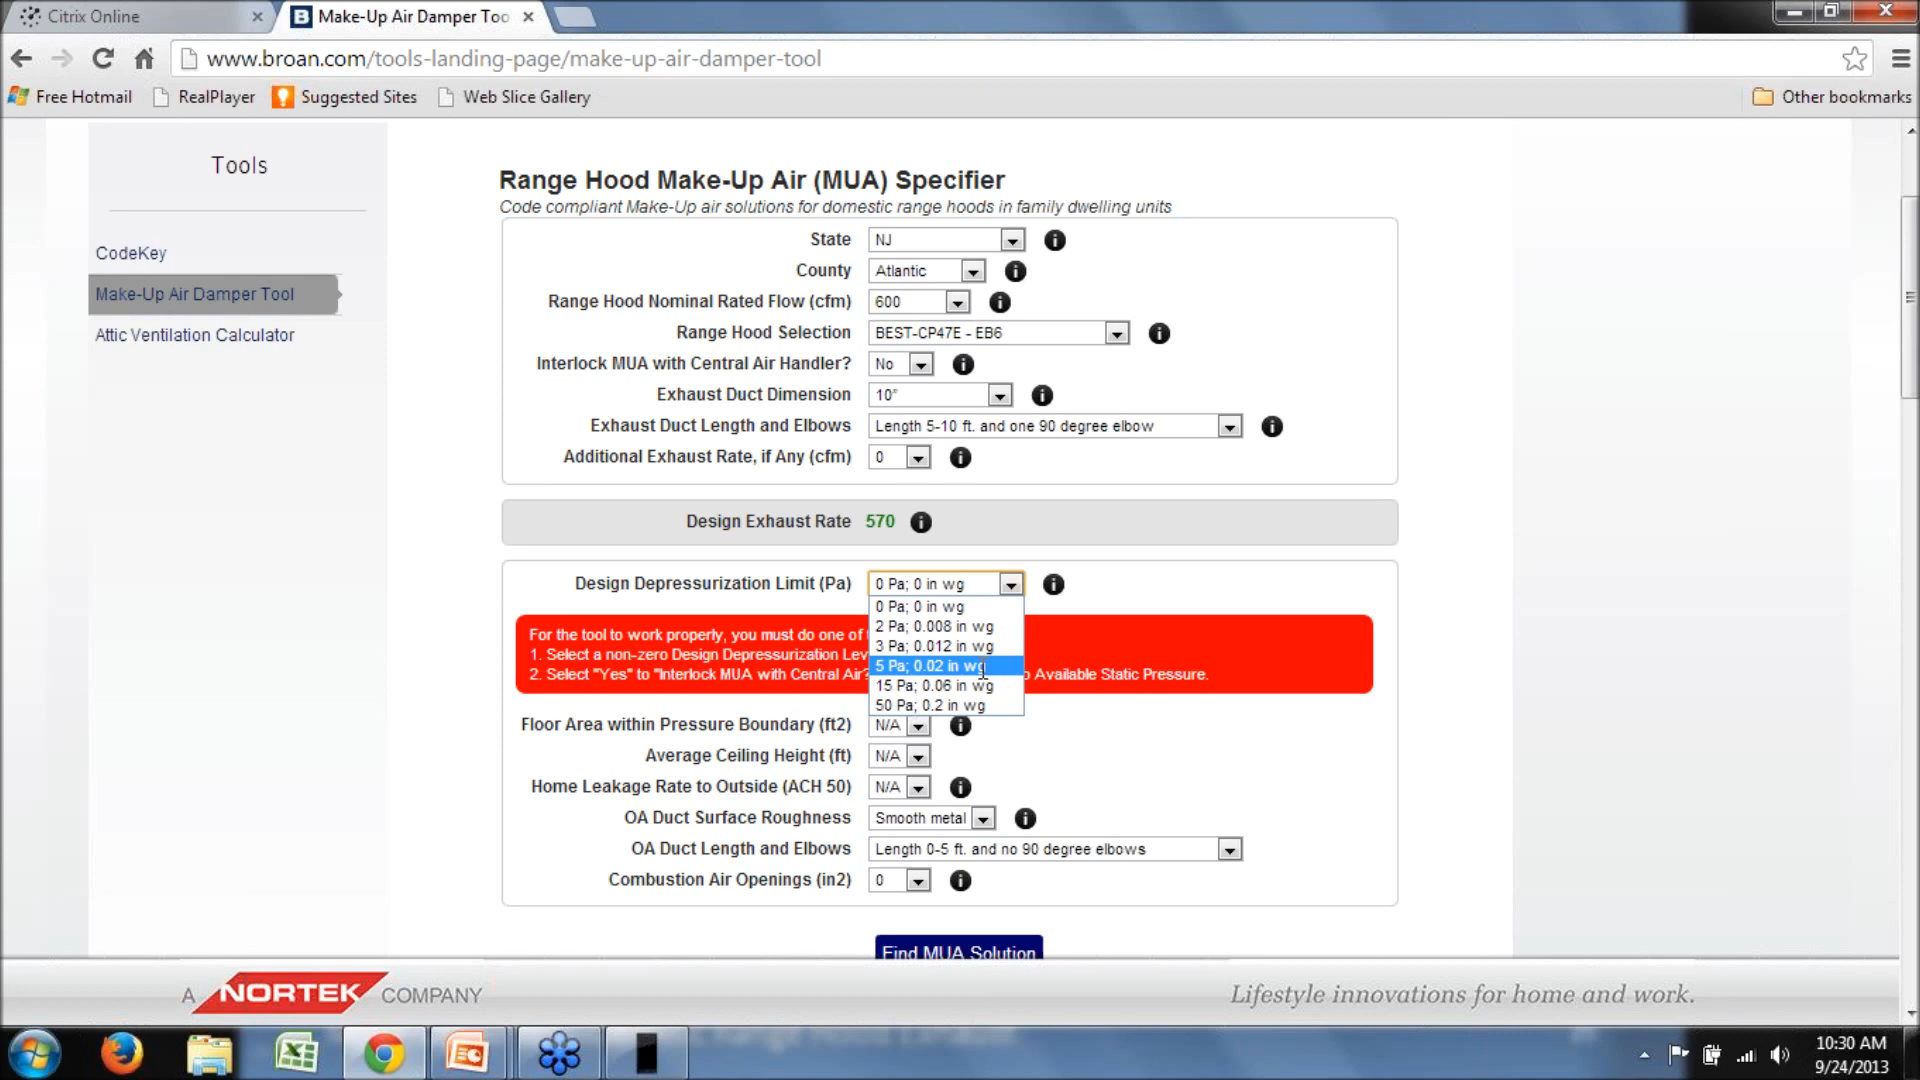 Citrix Online
B Make-Up Air Damper Too
www.broan.com/tools-landing-page/make-up-air-damper-tool
Free Hotmail RealPlayer Suggested Sites Web Slice Gallery Other bookmarks
Tools
CodeKey
Make-Up Air Damper Tool
Attic Ventilation Calculator
Range Hood Make-Up Air (MUA) Specifier
Code compliant Make-Up air solutions for domestic range hoods in family dwelling units
State NJ
County Atlantic
Range Hood Nominal Rated Flow (cfm) 600
Range Hood Selection BEST-CP47E - EB6
Interlock MUA with Central Air Handler? No
Exhaust Duct Dimension 10"
Exhaust Duct Length and Elbows Length 5-10 ft. and one 90 degree elbow
Additional Exhaust Rate, if Any (cfm) 0
Design Exhaust Rate 570
Design Depressurization Limit (Pa) 0 Pa; 0 in wg
0 Pa; 0 in wg
2 Pa; 0.008 in wg
3 Pa; 0.012 in wg
5 Pa; 0.02 in wg
15 Pa; 0.06 in wg
50 Pa; 0.2 in wg
For the tool to work properly, you must do one of
1. Select a non-zero Design Depressurization Lev
2. Select "Yes" to "Interlock MUA with Central Air? o Available Static Pressure.
Floor Area within Pressure Boundary (ft2) N/A
Average Ceiling Height (ft) N/A
Home Leakage Rate to Outside (ACH 50) N/A
OA Duct Surface Roughness Smooth metal
OA Duct Length and Elbows Length 0-5 ft. and no 90 degree elbows
Combustion Air Openings (in2) 0
Find MUA Solution
A NORTEK COMPANY
Lifestyle innovations for home and work.
10:30 AM
9/24/2013